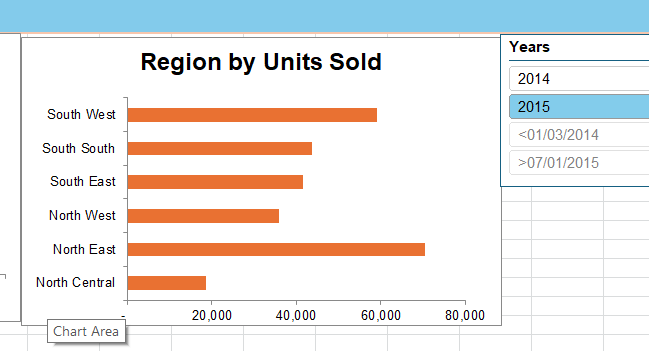 Region by Units Sold
South West
South South
South East
North West
North East
North Central
- 20,000 40,000 60,000 80,000
Chart Area
Years
2014
2015
<01/03/2014
>07/01/2015